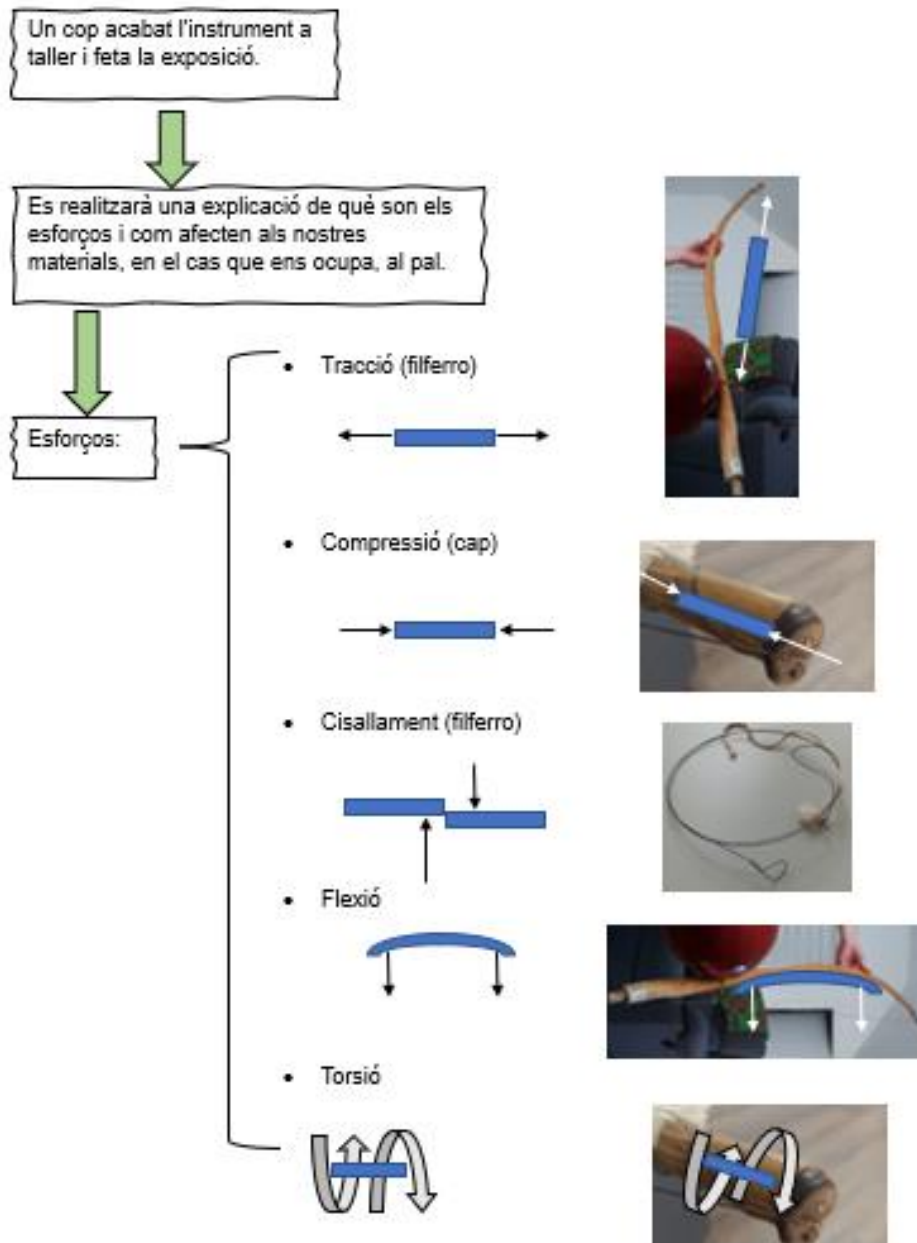 Un cop acabat l'instrument a
taller i feta la exposició.
Es realitzarà una explicació de què son els
esforços i com afecten als nostres
materials, en el cas que ens ocupa, al pal.
Esforços:
• Tracció (filferro)
• Compressió (cap)
• Cisallament (filferro)
• Flexió
• Torsió